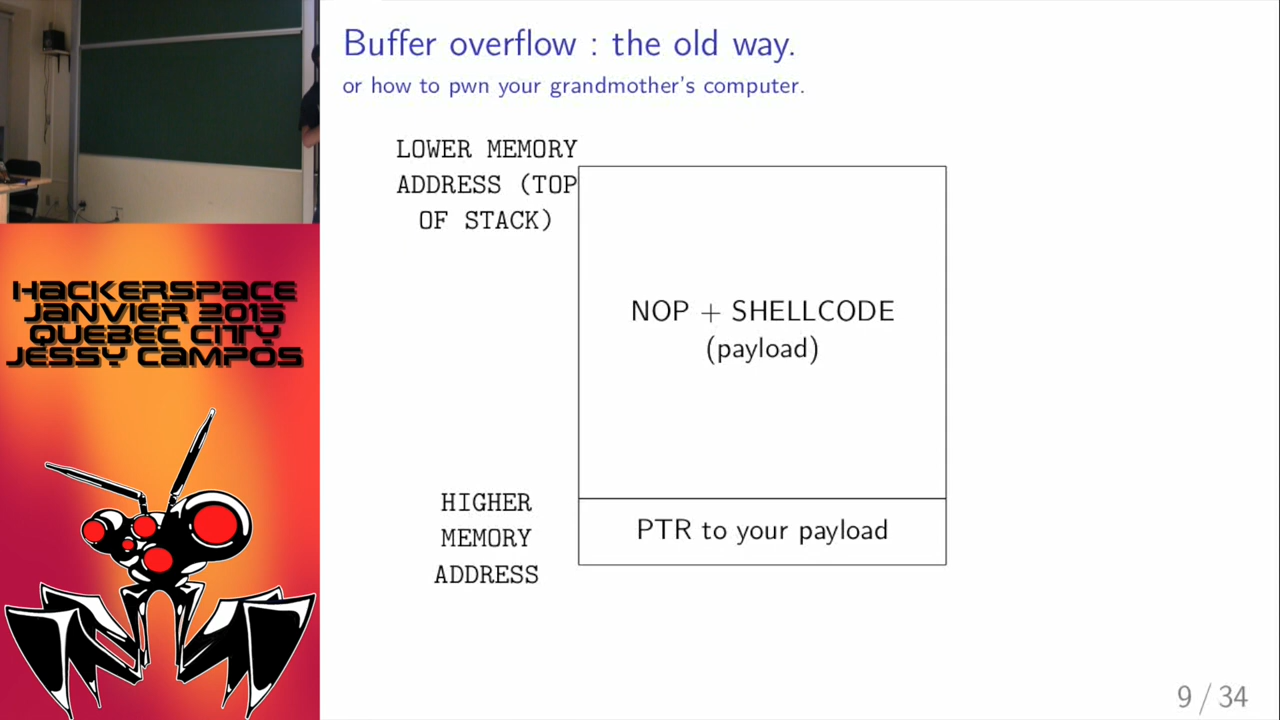 Buffer overflow : the old way.
or how to pwn your grandmother's computer.
LOWER MEMORY
ADDRESS (TOP
OF STACK)
NOP + SHELLCODE
(payload)
HIGHER
MEMORY
ADDRESS
PTR to your payload
HACKERSPACE
JANVIER 2015
QUEBEC CITY
JESSY CAMPOS
9 / 34